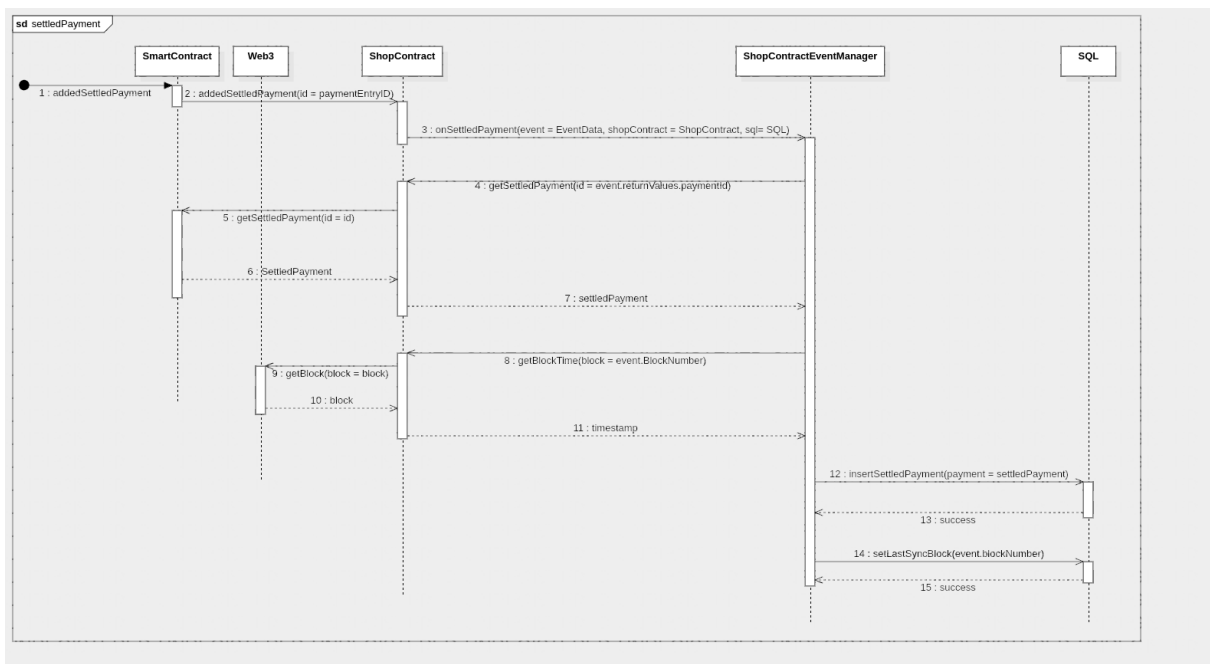 sd settledPayment
SmartContract
Web3
ShopContract
ShopContractEventManager
SQL
1 : addedSettledPayment
2 : addedSettledPayment(id = paymentEntryID)
3 : onSettledPayment(event = EventData, shopContract = ShopContract, sql= SQL)
4 : getSettledPayment(id = event.returnValues.paymentId)
5 : getSettledPayment(id = id)
6 : SettledPayment
7 : settledPayment
8 : getBlockTime(block = event.BlockNumber)
9 : getBlock(block = block)
10 : block
11 : timestamp
12 : insertSettledPayment(payment = settledPayment)
13 : success
14 : setLastSyncBlock(event.blockNumber)
15 : success